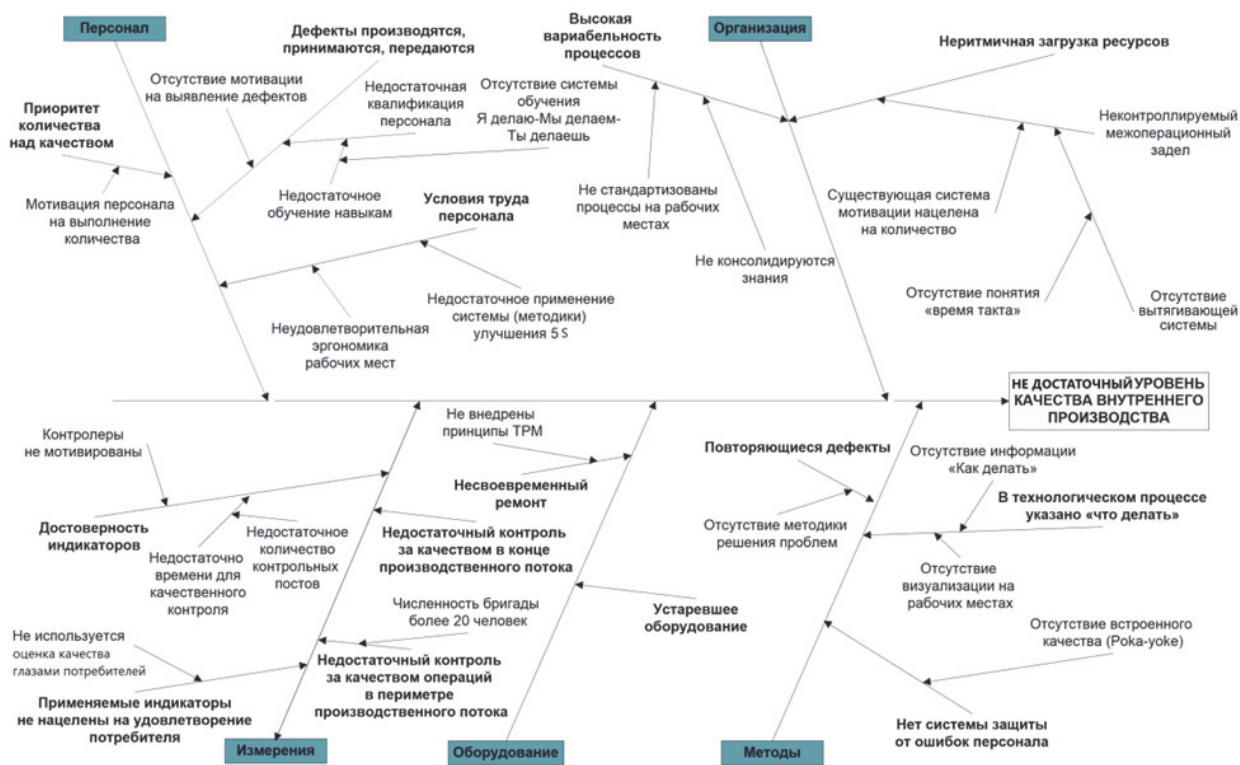 Персонал
Дефекты производятся,
принимаются, передаются
Высокая
вариабельность
процессов
Организация
Неритмичная загрузка ресурсов
Отсутствие мотивации
на выявление дефектов
Недостаточная
квалификация
персонала
Отсутствие системы
обучения
Я делаю-Мы делаем-
Ты делаешь
Приоритет
количества
над качеством
Неконтроллируемый
межоперационный
задел
Мотивация персонала
на выполнение
количества
Недостаточное
обучение навыкам
Условия труда
персонала
Не стандартизованы
процессы на рабочих
местах
Существующая система
мотивации нацелена
на количество
Не консолидируются
знания
Неудовлетворительная
эргономика
рабочих мест
Недостаточное применение
системы (методики)
улучшения 5 S
Отсутствие понятия
«время такта»
Отсутствие
вытягивающей
системы
НЕ ДОСТАТОЧНЫЙ УРОВЕНЬ
КАЧЕСТВА ВНУТРЕННЕГО
ПРОИЗВОДСТВА
Контролеры
не мотивированы
Не внедрены
принципы TPM
Повторяющиеся дефекты
Отсутствие информации
«Как делать»
Достоверность
индикаторов
Несвоевременный
ремонт
В технологическом процессе
указано «что делать»
Недостаточно
времени для
качественного
контроля
Недостаточное
количество
контрольных
постов
Недостаточный контроль
за качеством в конце
производственного потока
Отсутствие методики
решения проблем
Отсутствие
визуализации на
рабочих местах
Численность бригады
более 20 человек
Устаревшее
оборудование
Отсутствие встроенного
качества (Poka-yoke)
Не используется
оценка качества
глазами потребителей
Недостаточный контроль
за качеством операций
в периметре
производственного потока
Применяемые индикаторы
не нацелены на удовлетворение
потребителя
Нет системы защиты
от ошибок персонала
Измерения
Оборудование
Методы